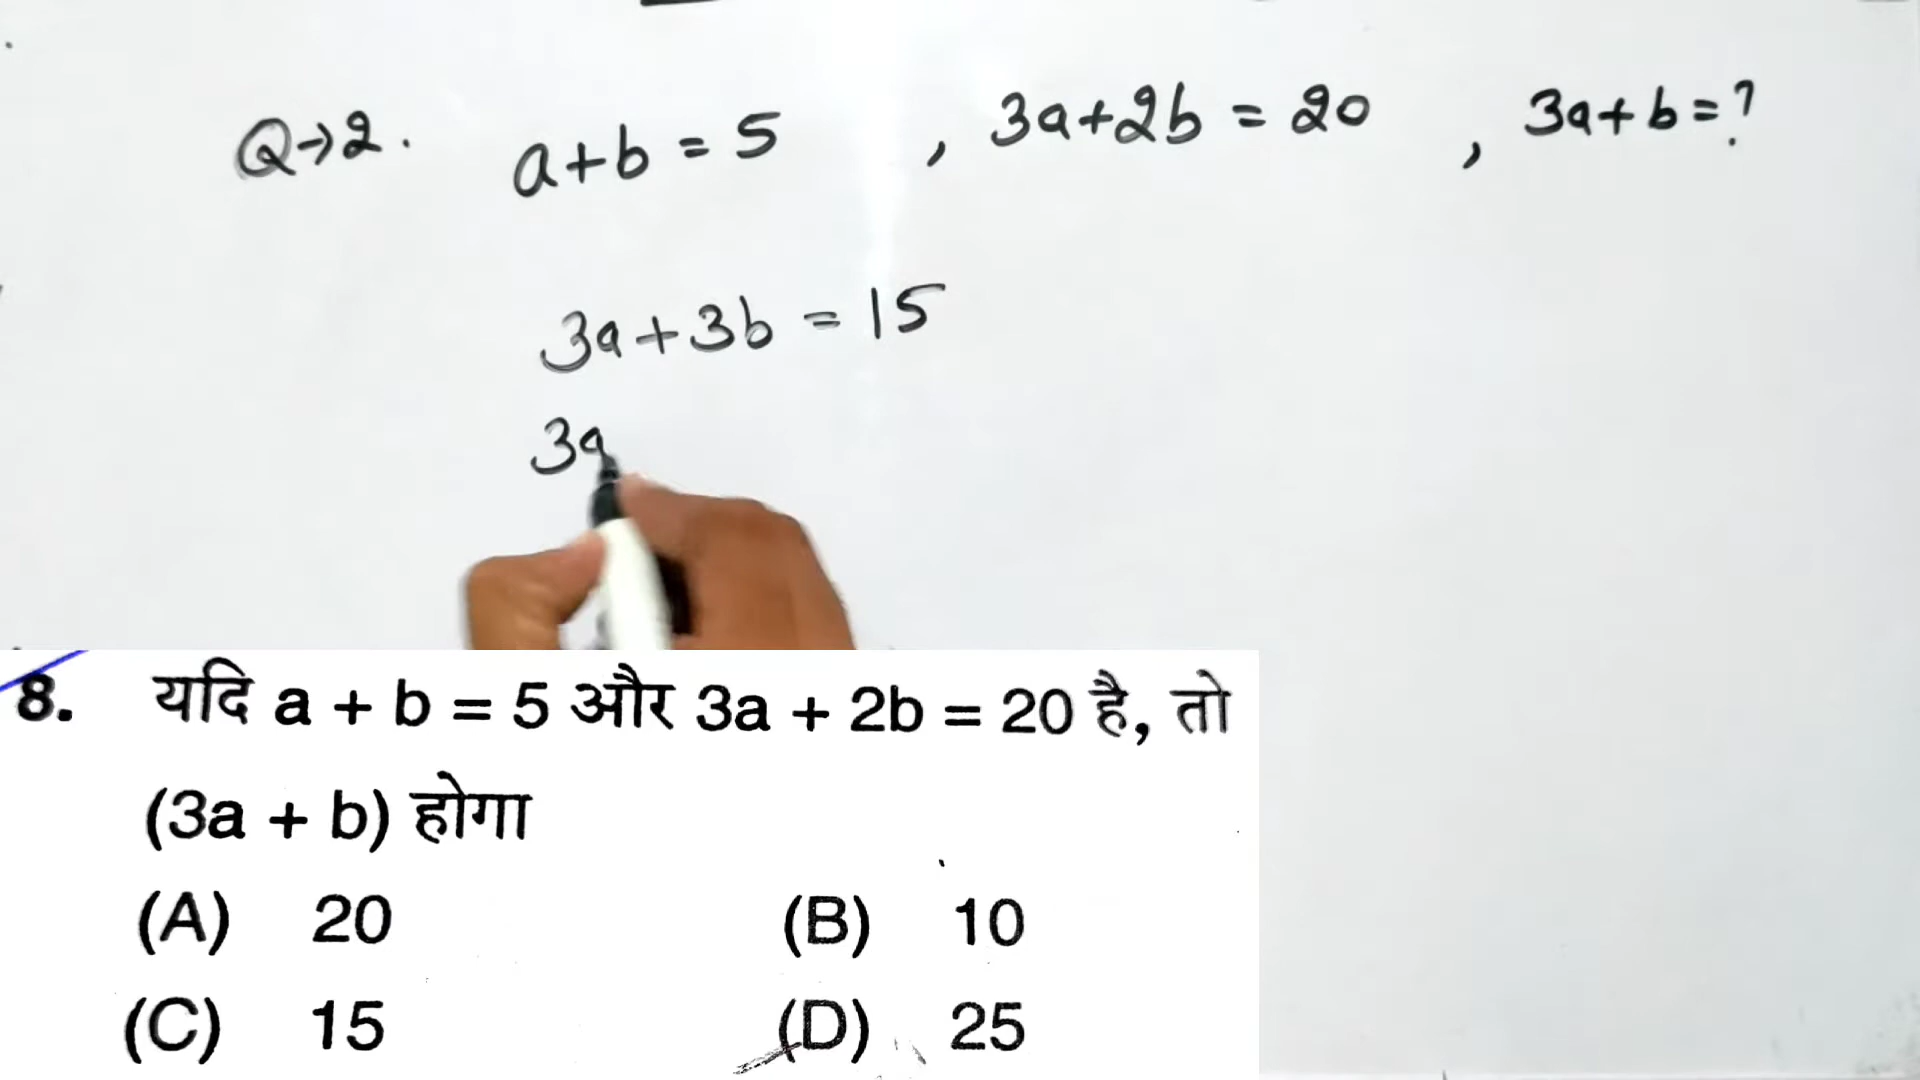 Q→2. a+b = 5 , 3a+2b = 20 , 3a+b=?
3a+3b = 15
3a
8. यदि a + b = 5 और 3a + 2b = 20 है, तो
(3a + b) होगा
(A) 20 (B) 10
(C) 15 (D) 25